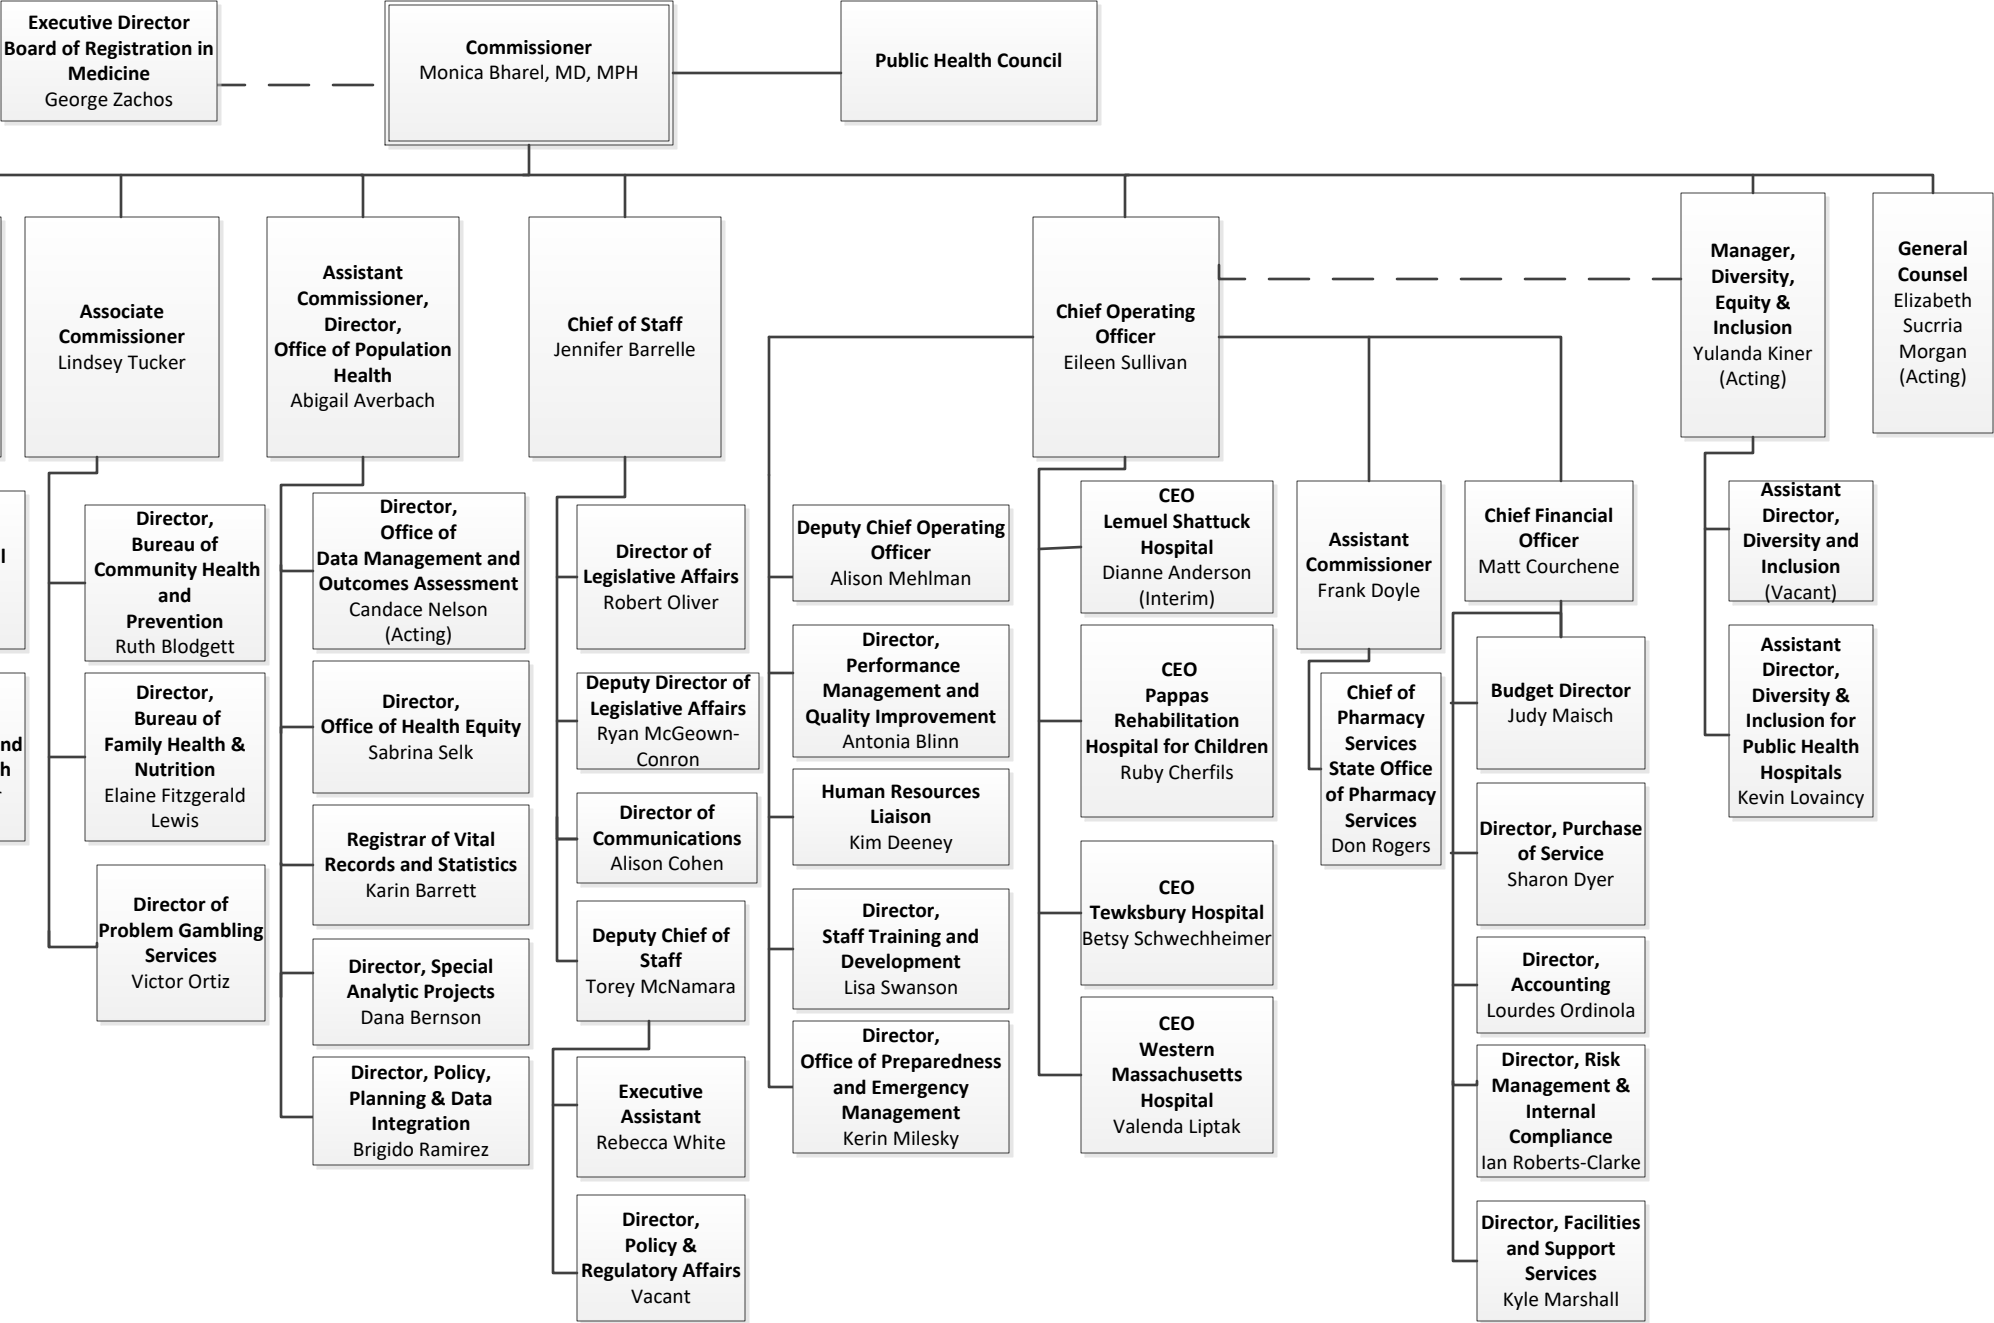 Executive Director
Board of Registration in
Medicine
George Zachos
Commissioner
Monica Bharel, MD, MPH
Public Health Council
Associate
Commissioner
Lindsey Tucker
Assistant
Commissioner,
Director,
Office of Population
Health
Abigail Averbach
Chief of Staff
Jennifer Barrelle
Chief Operating
Officer
Eileen Sullivan
Manager,
Diversity,
Equity &
Inclusion
Yulanda Kiner
(Acting)
General
Counsel
Elizabeth
Sucrria
Morgan
(Acting)
l
nd
h
Director,
Bureau of
Community Health
and
Prevention
Ruth Blodgett
Director,
Bureau of
Family Health &
Nutrition
Elaine Fitzgerald
Lewis
Director of
Problem Gambling
Services
Victor Ortiz
Director,
Office of
Data Management and
Outcomes Assessment
Candace Nelson
(Acting)
Director,
Office of Health Equity
Sabrina Selk
Registrar of Vital
Records and Statistics
Karin Barrett
Director, Special
Analytic Projects
Dana Bernson
Director, Policy,
Planning & Data
Integration
Brigido Ramirez
Director of
Legislative Affairs
Robert Oliver
Deputy Director of
Legislative Affairs
Ryan McGeown-
Conron
Director of
Communications
Alison Cohen
Deputy Chief of
Staff
Torey McNamara
Executive
Assistant
Rebecca White
Director,
Policy &
Regulatory Affairs
Vacant
Deputy Chief Operating
Officer
Alison Mehlman
Director,
Performance
Management and
Quality Improvement
Antonia Blinn
Human Resources
Liaison
Kim Deeney
Director,
Staff Training and
Development
Lisa Swanson
Director,
Office of Preparedness
and Emergency
Management
Kerin Milesky
CEO
Lemuel Shattuck
Hospital
Dianne Anderson
(Interim)
CEO
Pappas
Rehabilitation
Hospital for Children
Ruby Cherfils
CEO
Tewksbury Hospital
Betsy Schwechheimer
CEO
Western
Massachusetts
Hospital
Valenda Liptak
Assistant
Commissioner
Frank Doyle
Chief of
Pharmacy
Services
State Office
of Pharmacy
Services
Don Rogers
Chief Financial
Officer
Matt Courchene
Budget Director
Judy Maisch
Director, Purchase
of Service
Sharon Dyer
Director,
Accounting
Lourdes Ordinola
Director, Risk
Management &
Internal
Compliance
Ian Roberts-Clarke
Director, Facilities
and Support
Services
Kyle Marshall
Assistant
Director,
Diversity and
Inclusion
(Vacant)
Assistant
Director,
Diversity &
Inclusion for
Public Health
Hospitals
Kevin Lovaincy